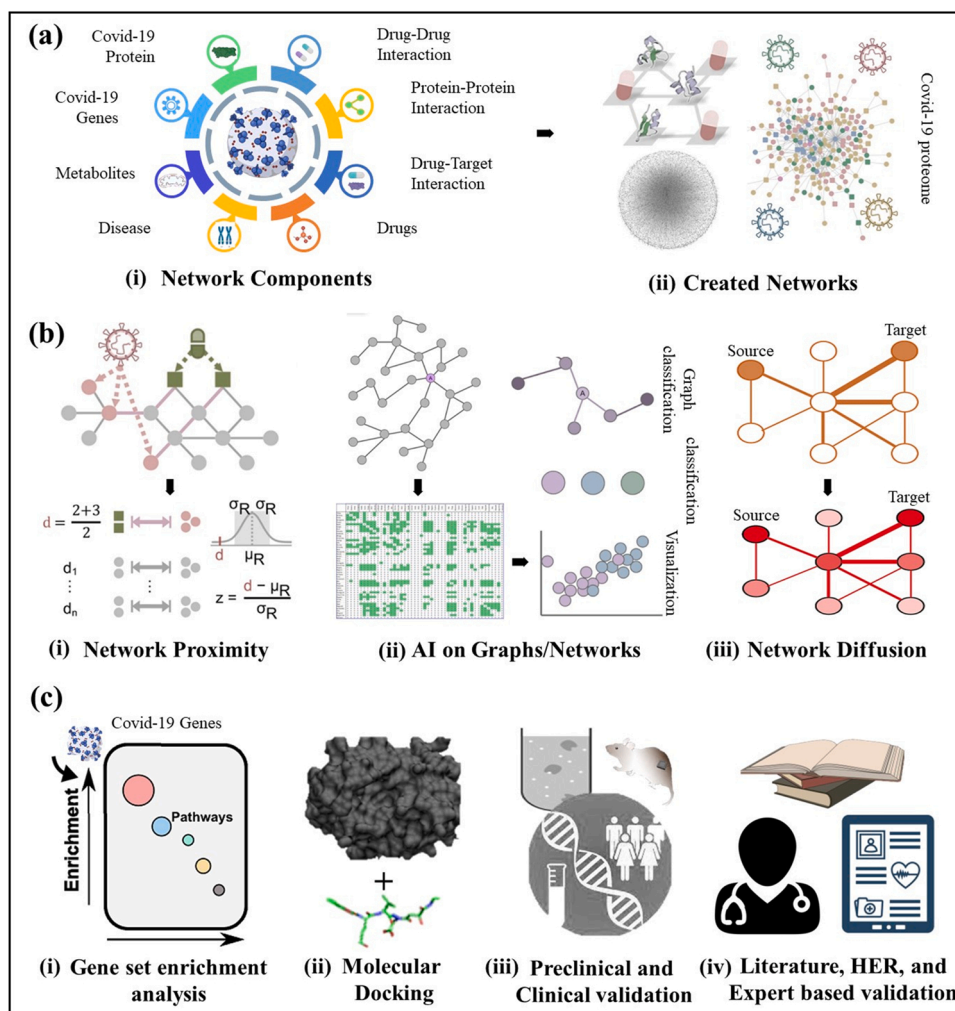 (a)
Covid-19
Protein
Drug-Drug
Interaction
Covid-19
Genes
Protein-Protein
Interaction
Metabolites
Drug-Target
Interaction
Disease
Drugs
(i) Network Components
Covid-19 proteome
(ii) Created Networks
(b)
d = 2+3
2
d₁
⋮
dₙ
⋮
σR σR
d
μR
z = d − μR
σR
(i) Network Proximity
A
A
Graph
classification
classification
Visualization
(ii) AI on Graphs/Networks
Source
Target
Source
Target
(iii) Network Diffusion
(c)
Covid-19 Genes
Enrichment
Pathways
(i) Gene set enrichment
analysis
+
(ii) Molecular
Docking
(iii) Preclinical and
Clinical validation
(iv) Literature, HER, and
Expert based validation